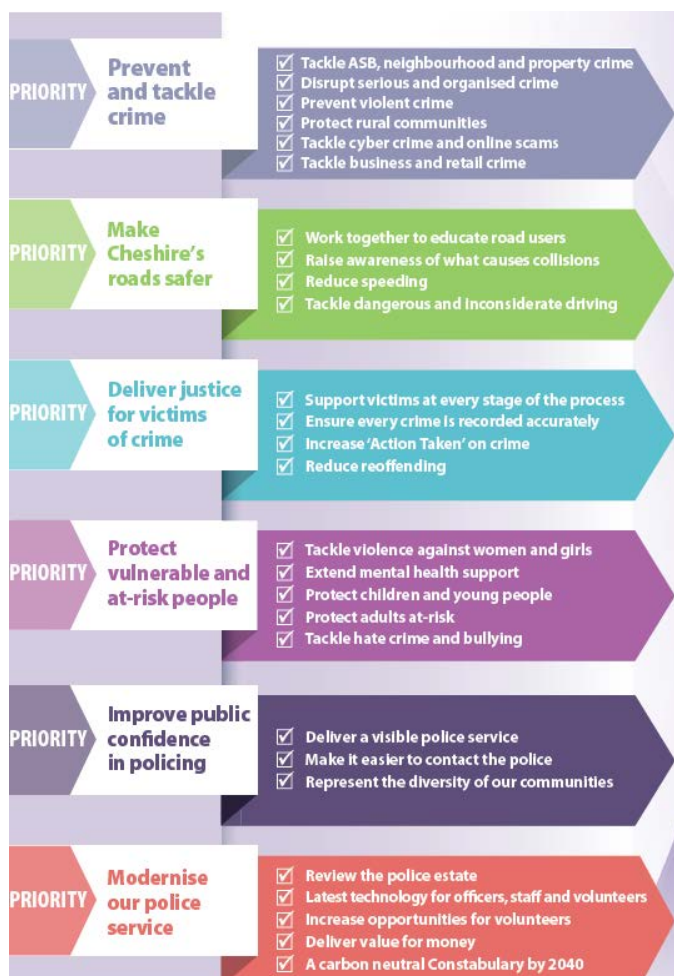 PRIORITY
Prevent
and tackle
crime
Tackle ASB, neighbourhood and property crime
Disrupt serious and organised crime
Prevent violent crime
Protect rural communities
Tackle cyber crime and online scams
Tackle business and retail crime
PRIORITY
Make
Cheshire's
roads safer
Work together to educate road users
Raise awareness of what causes collisions
Reduce speeding
Tackle dangerous and inconsiderate driving
PRIORITY
Deliver justice
for victims
of crime
Support victims at every stage of the process
Ensure every crime is recorded accurately
Increase 'Action Taken' on crime
Reduce reoffending
PRIORITY
Protect
vulnerable and
at-risk people
Tackle violence against women and girls
Extend mental health support
Protect children and young people
Protect adults at-risk
Tackle hate crime and bullying
PRIORITY
Improve public
confidence
in policing
Deliver a visible police service
Make it easier to contact the police
Represent the diversity of our communities
PRIORITY
Modernise
our police
service
Review the police estate
Latest technology for officers, staff and volunteers
Increase opportunities for volunteers
Deliver value for money
A carbon neutral Constabulary by 2040